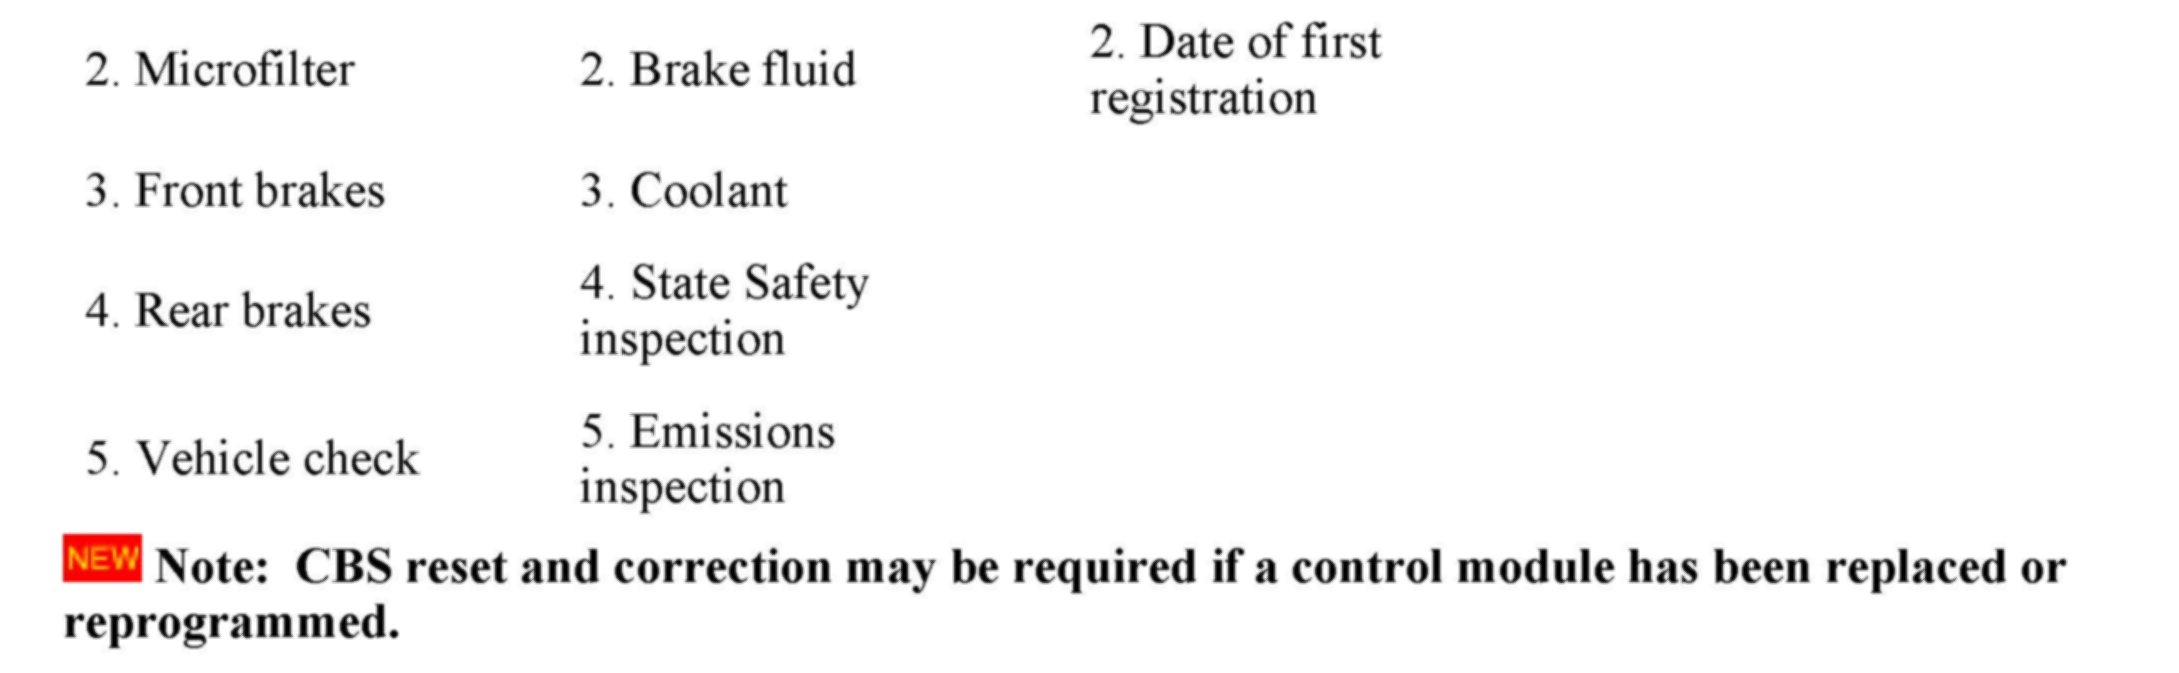 2. Microfilter 2. Brake fluid 2. Date of first
registration
3. Front brakes 3. Coolant
4. Rear brakes 4. State Safety
inspection
5. Vehicle check 5. Emissions
inspection
NEW Note: CBS reset and correction may be required if a control module has been replaced or
reprogrammed.